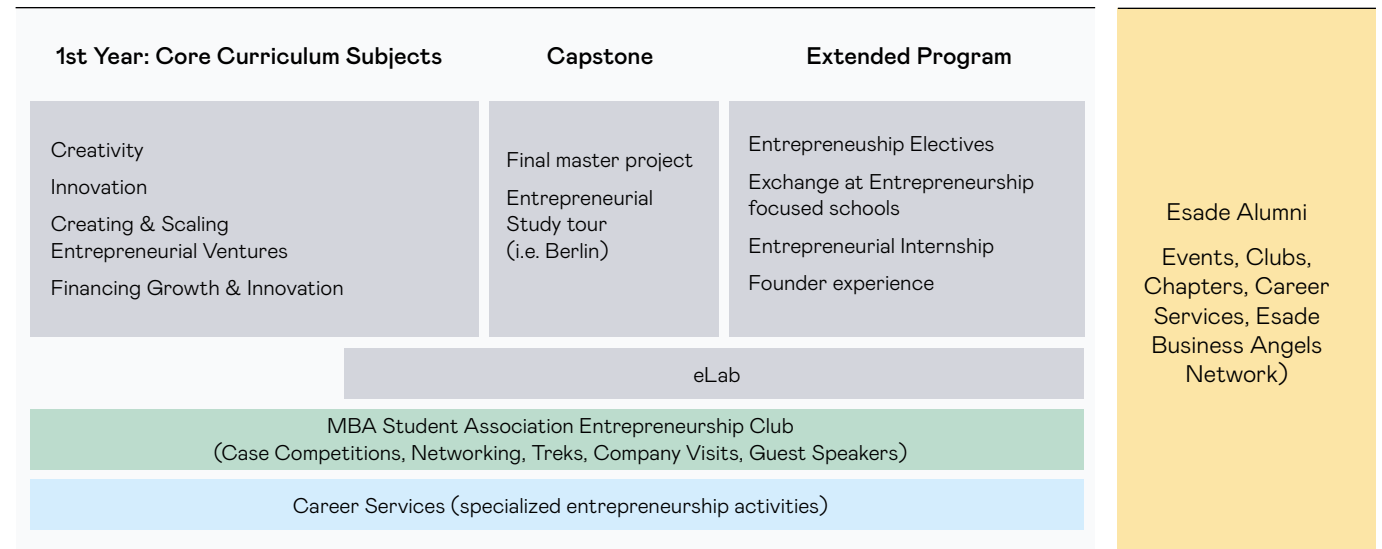 1st Year: Core Curriculum Subjects
Capstone
Extended Program
Creativity
Innovation
Creating & Scaling
Entrepreneurial Ventures
Financing Growth & Innovation
Final master project
Entrepreneurial
Study tour
(i.e. Berlin)
Entrepreneuship Electives
Exchange at Entrepreneurship
focused schools
Entrepreneurial Internship
Founder experience
eLab
MBA Student Association Entrepreneurship Club
(Case Competitions, Networking, Treks, Company Visits, Guest Speakers)
Career Services (specialized entrepreneurship activities)
Esade Alumni
Events, Clubs,
Chapters, Career
Services, Esade
Business Angels
Network)